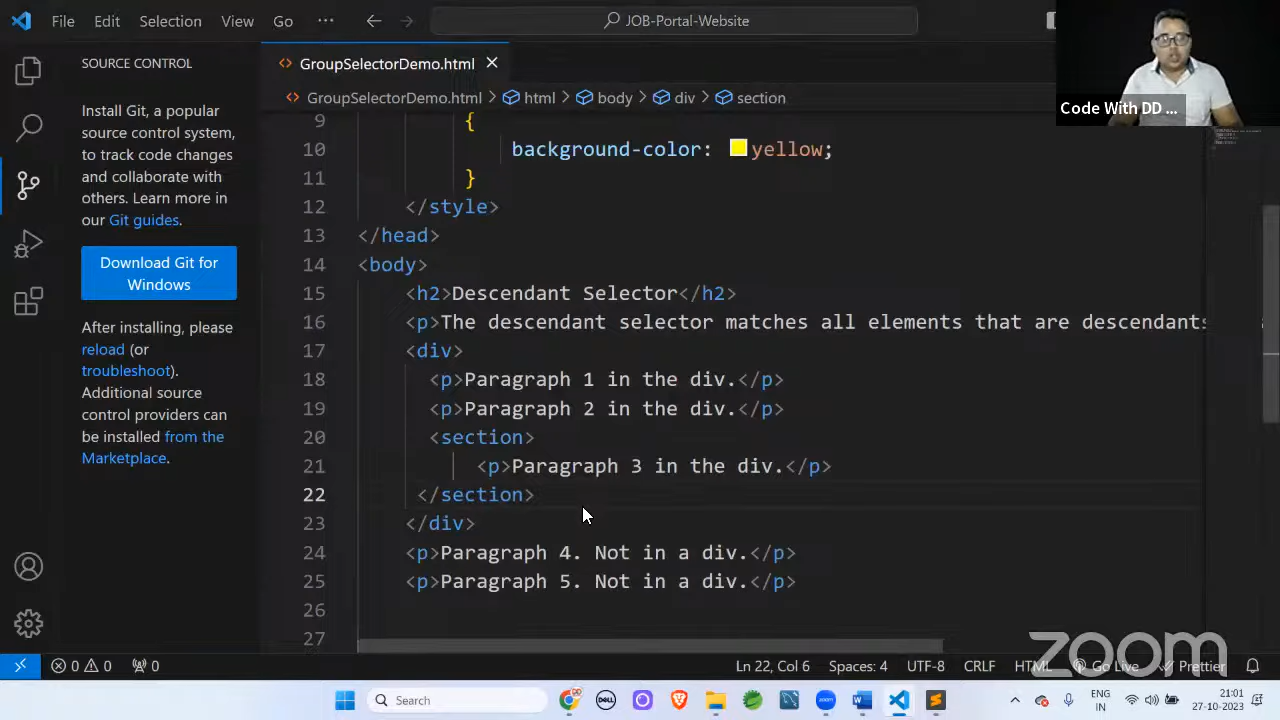 File Edit Selection View Go ··· JOB-Portal-Website
SOURCE CONTROL
Install Git, a popular
source control system,
to track code changes
and collaborate with
others. Learn more in
our Git guides.
Download Git for
Windows
After installing, please
reload (or
troubleshoot).
Additional source
control providers can
be installed from the
Marketplace.
GroupSelectorDemo.html
GroupSelectorDemo.html > html > body > div > section
9 {
10 background-color: yellow;
11 }
12 </style>
13 </head>
14 <body>
15 <h2>Descendant Selector</h2>
16 <p>The descendant selector matches all elements that are descendants
17 <div>
18 <p>Paragraph 1 in the div.</p>
19 <p>Paragraph 2 in the div.</p>
20 <section>
21 <p>Paragraph 3 in the div.</p>
22 </section>
23 </div>
24 <p>Paragraph 4. Not in a div.</p>
25 <p>Paragraph 5. Not in a div.</p>
26
27
Code With DD ...
zoom
0 0 0 Ln 22, Col 6 Spaces: 4 UTF-8 CRLF HTML Go Live Prettier
Search
DELL
zoom
ENG
IN
21:01
27-10-2023